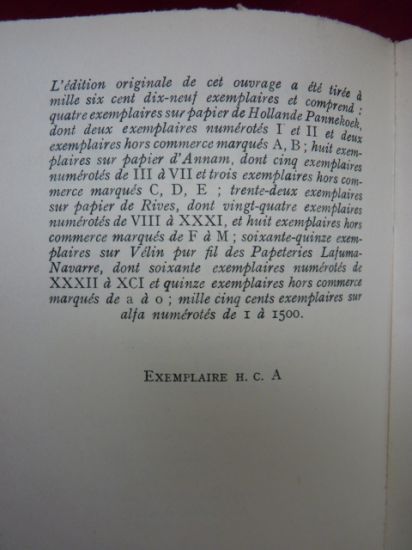 L'édition originale de cet ouvrage a été tirée à
mille six cent dix-neuf exemplaires et comprend :
quatre exemplaires sur papier de Hollande Pannekoek,
dont deux exemplaires numérotés I et II et deux
exemplaires hors commerce marqués A, B ; huit exem-
plaires sur papier d'Annam, dont cinq exemplaires
numérotés de III à VII et trois exemplaires hors com-
merce marqués C, D, E ; trente-deux exemplaires
sur papier de Rives, dont vingt-quatre exemplaires
numérotés de VIII à XXXI, et huit exemplaires hors
commerce marqués de F à M ; soixante-quinze exem-
plaires sur Vélin pur fil des Papeteries Lafuma-
Navarre, dont soixante exemplaires numérotés de
XXXII à XCI et quinze exemplaires hors commerce
marqués de a à o ; mille cinq cents exemplaires sur
alfa numérotés de 1 à 1500.
EXEMPLAIRE H. C. A